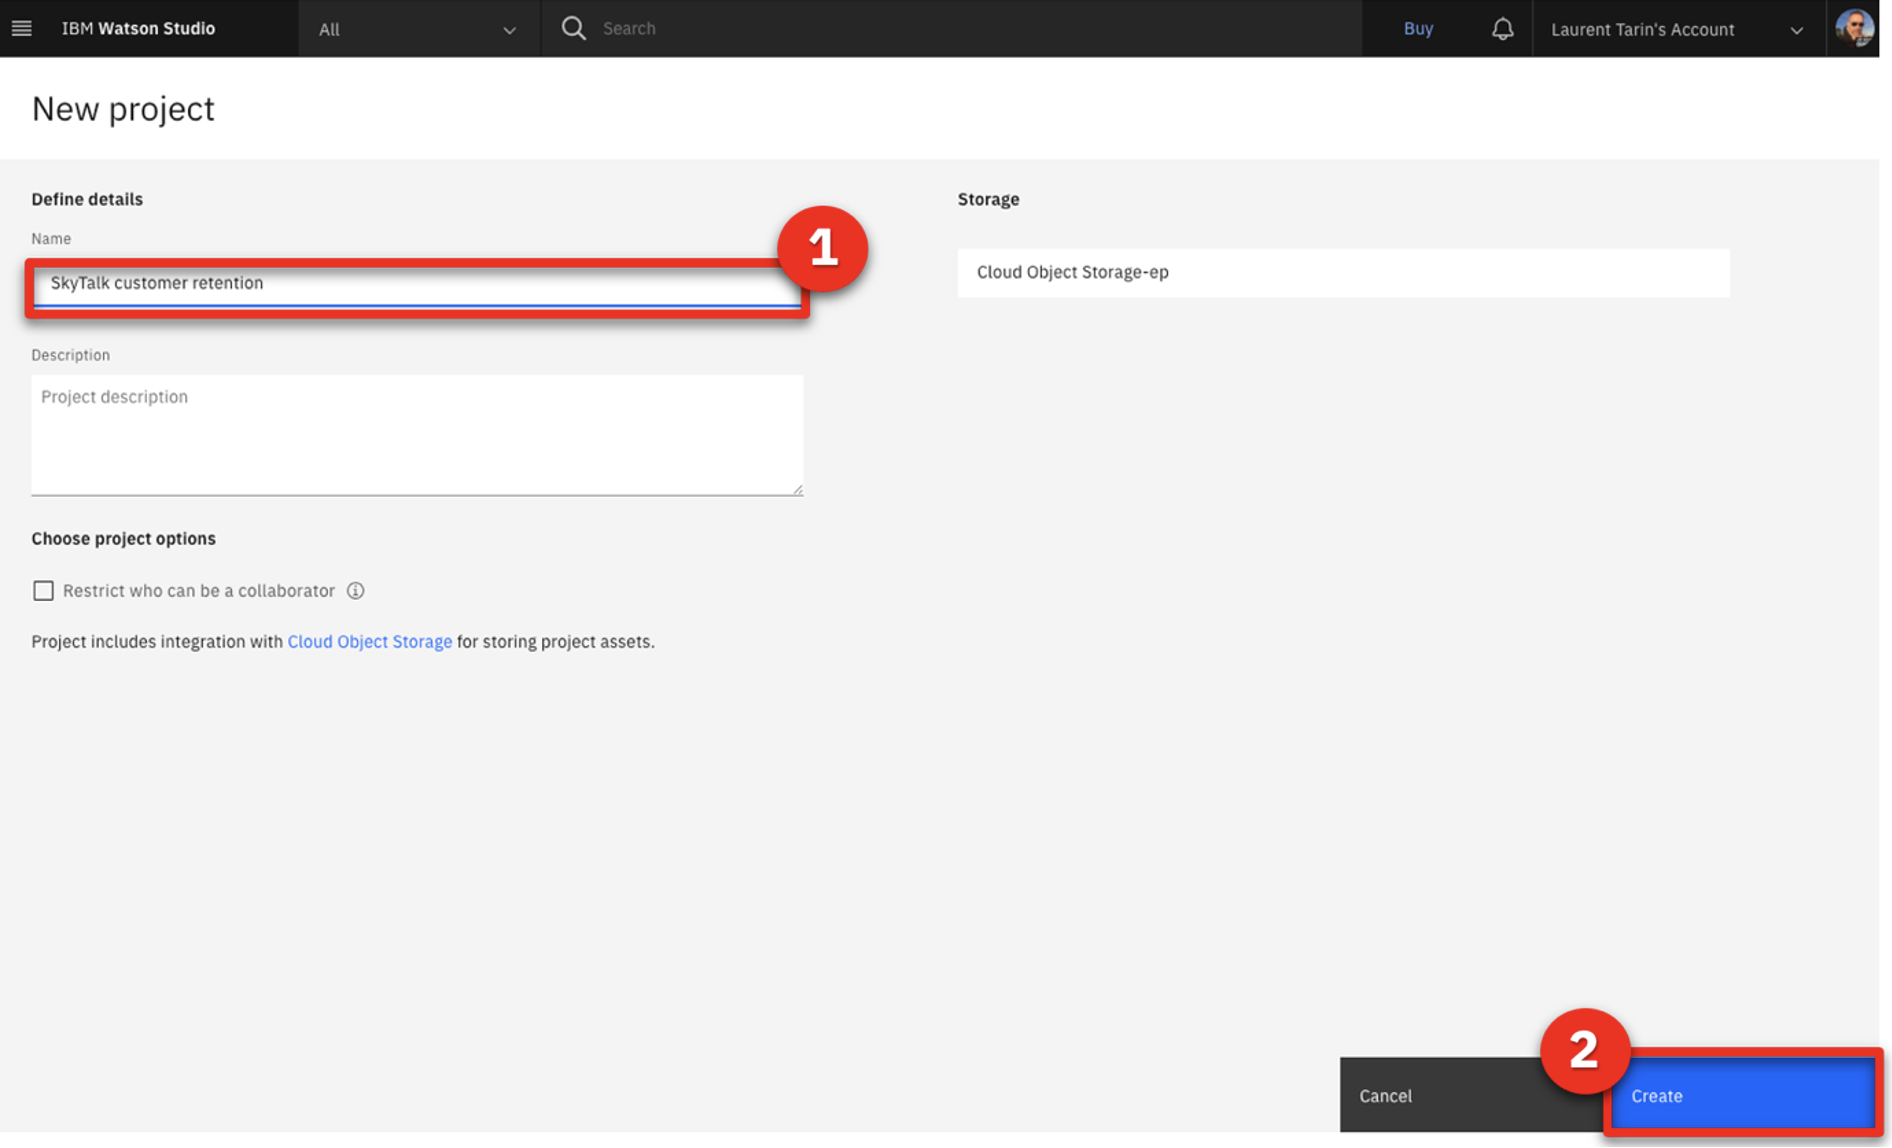 IBM Watson Studio
All
Search
Buy
Laurent Tarin's Account
New project
Define details
Name
SkyTalk customer retention
1
Storage
Cloud Object Storage-ep
Description
Project description
Choose project options
Restrict who can be a collaborator
Project includes integration with Cloud Object Storage for storing project assets.
2
Cancel
Create